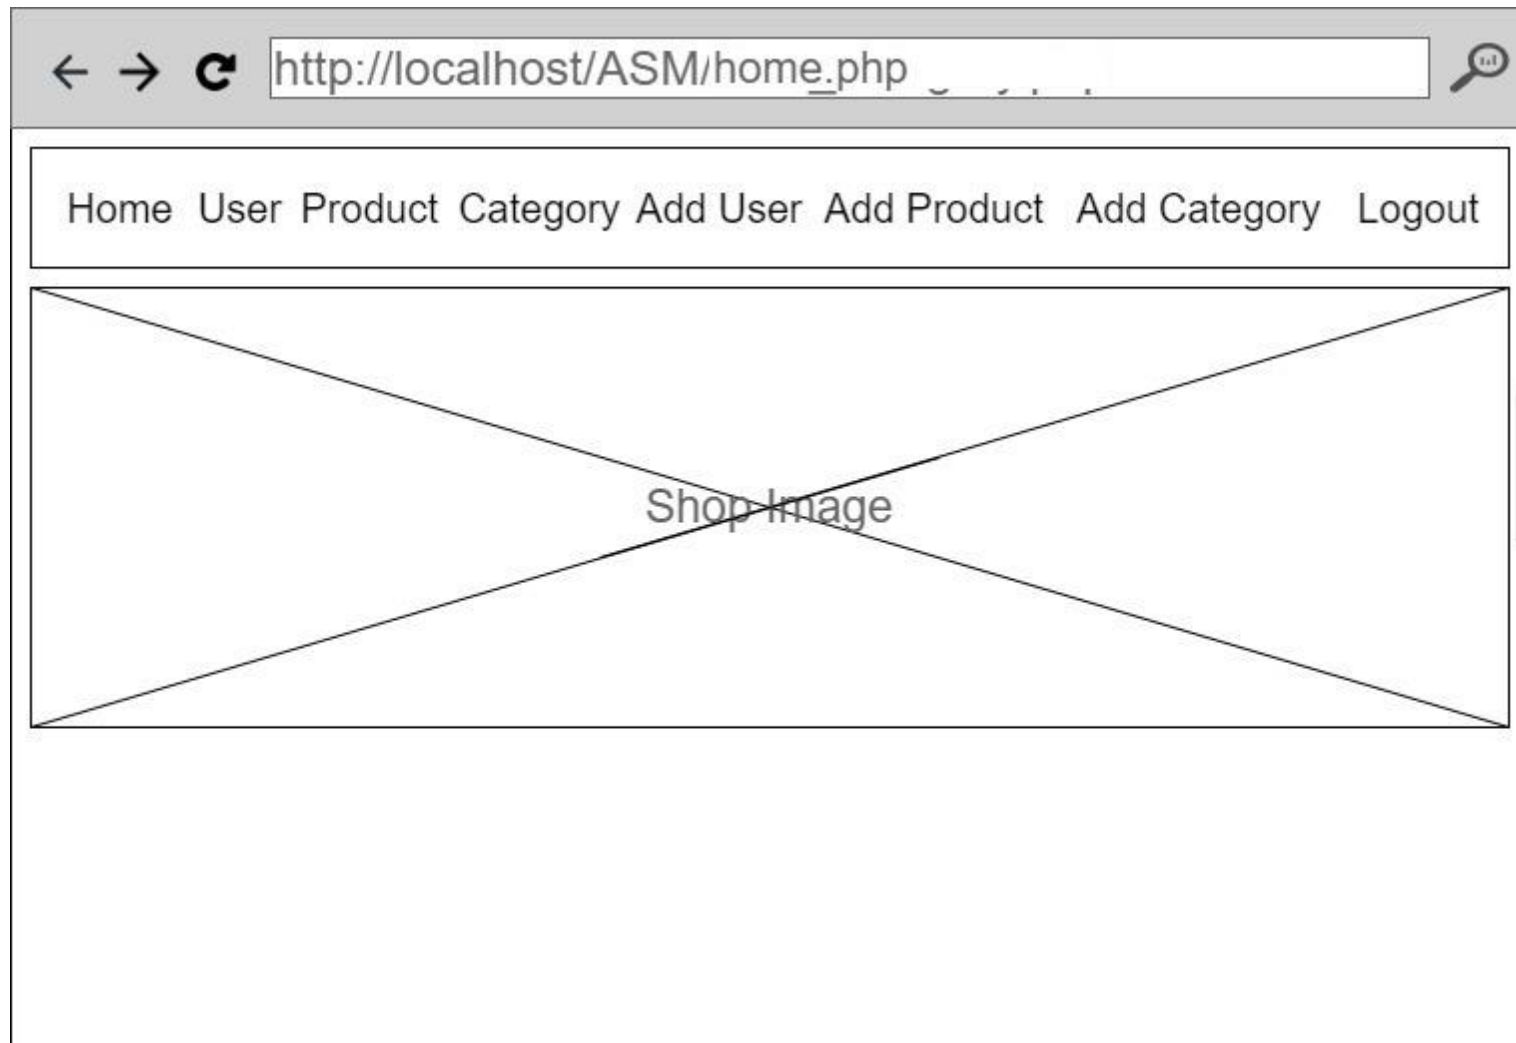 http://localhost/ASM/home.php
Home User Product Category Add User Add Product Add Category Logout
Shop Image